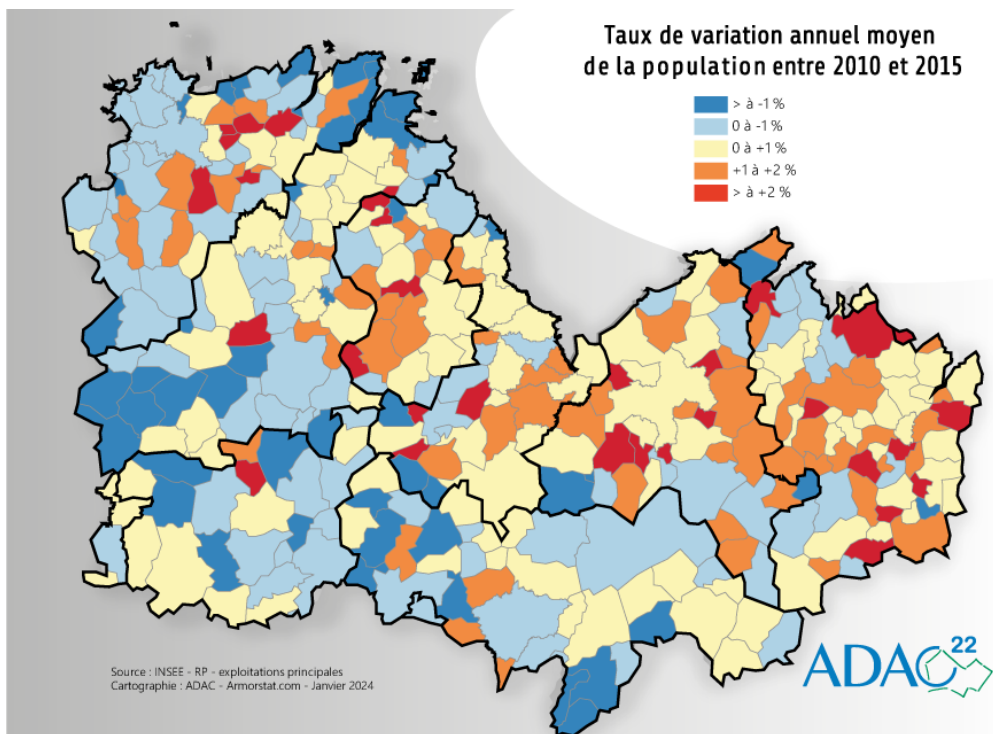 Taux de variation annuel moyen
de la population entre 2010 et 2015
> à -1 %
0 à -1 %
0 à +1 %
+1 à +2 %
> à +2 %
Source : INSEE - RP - exploitations principales
Cartographie : ADAC - Armorstat.com - Janvier 2024
ADAC 22